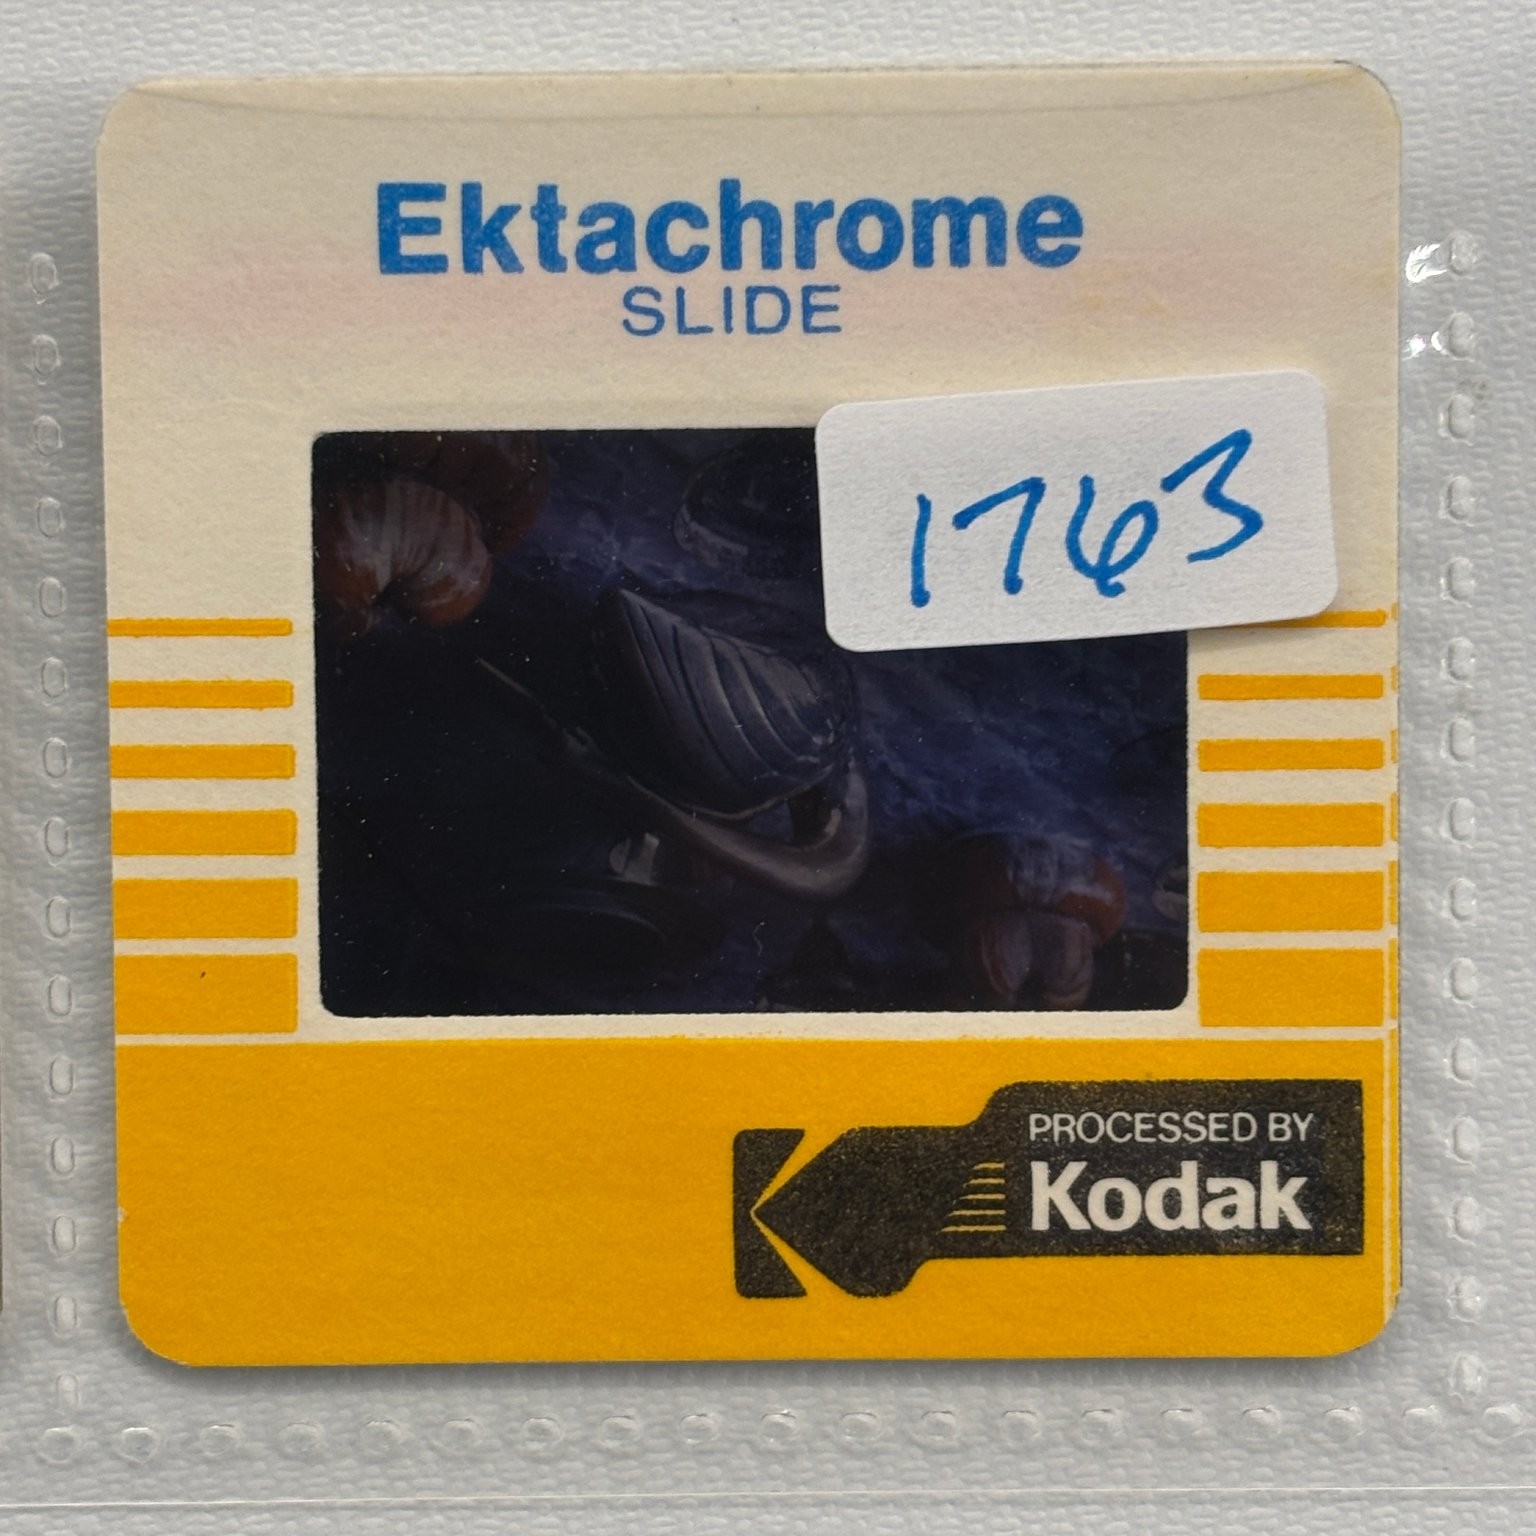 Ektachrome
SLIDE
1763
PROCESSED BY
Kodak